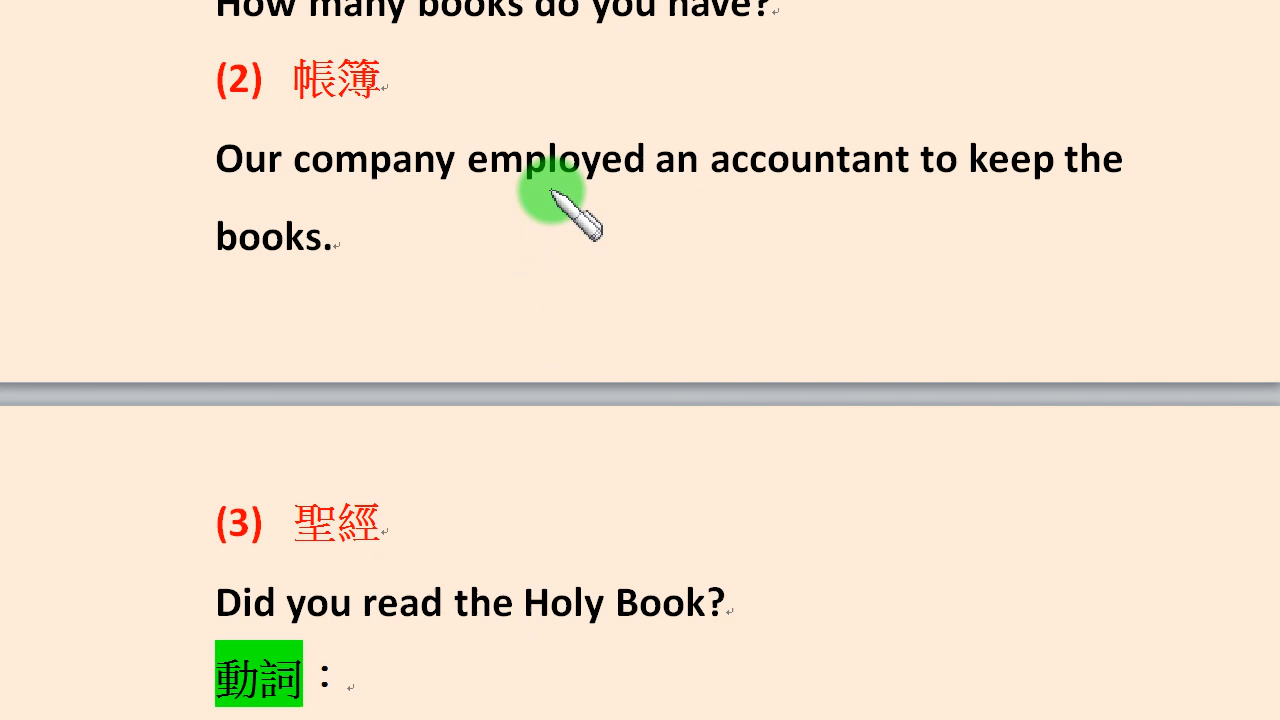 How many books do you have?
(2) 帳簿
Our company employed an accountant to keep the
books.
(3) 聖經
Did you read the Holy Book?
動詞：